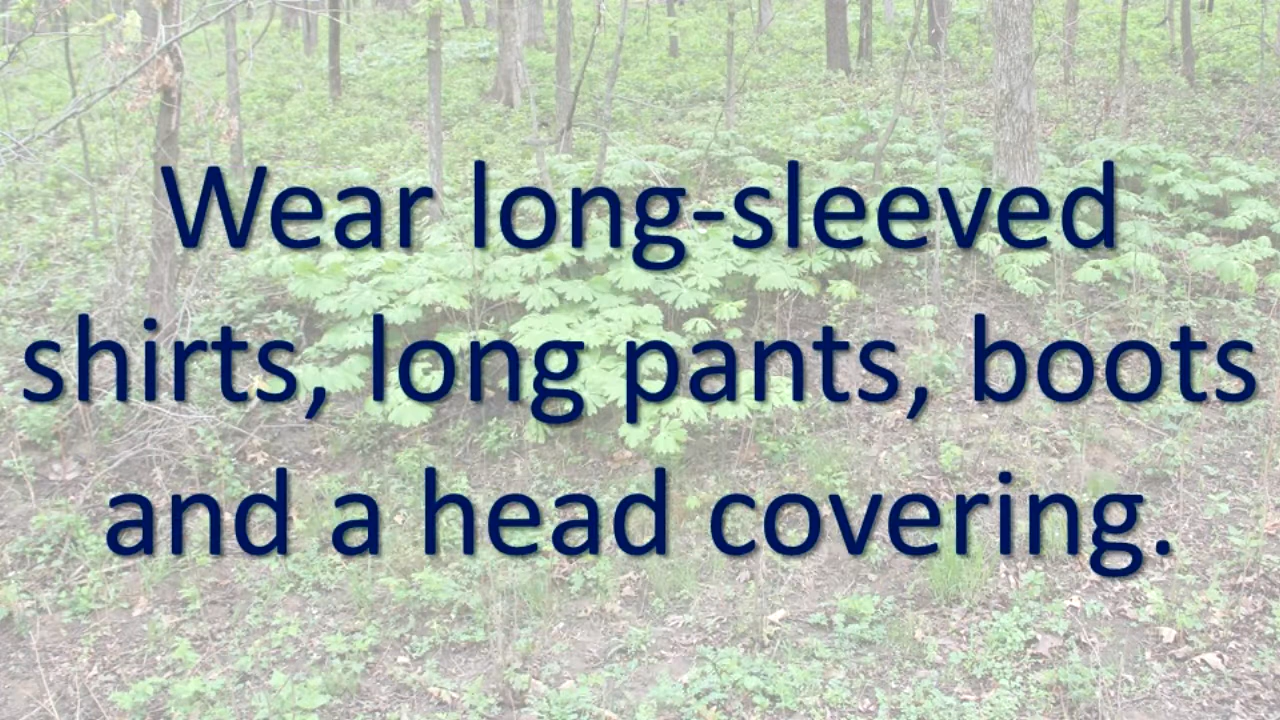 Wear long-sleeved
shirts, long pants, boots
and a head covering.